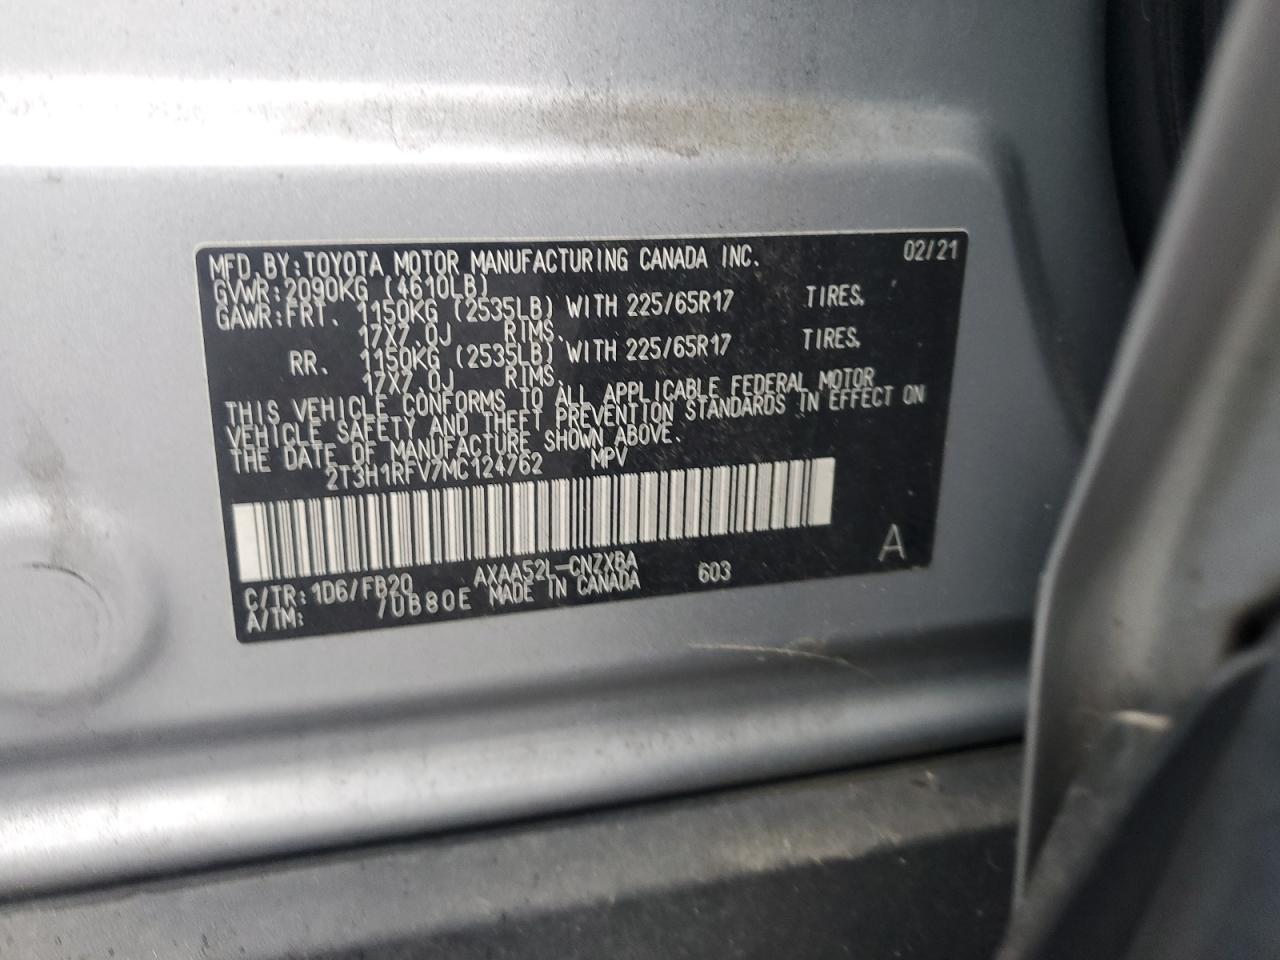 MFD.BY:TOYOTA MOTOR MANUFACTURING CANADA INC. 02/21
GVWR:2090KG (4610LB)
GAWR:FRT. 1150KG (2535LB) WITH 225/65R17 TIRES,
17X7.0J RIMS.
RR. 1150KG (2535LB) WITH 225/65R17 TIRES,
17X7.0J RIMS.
THIS VEHICLE CONFORMS TO ALL APPLICABLE FEDERAL MOTOR
VEHICLE SAFETY AND THEFT PREVENTION STANDARDS IN EFFECT ON
THE DATE OF MANUFACTURE SHOWN ABOVE.
2T3H1RFV7MC124762 MPV
A
C/TR: 1D6/FB20 AXAA52L-CNZXBA 603
A/TM: /UB80E MADE IN CANADA